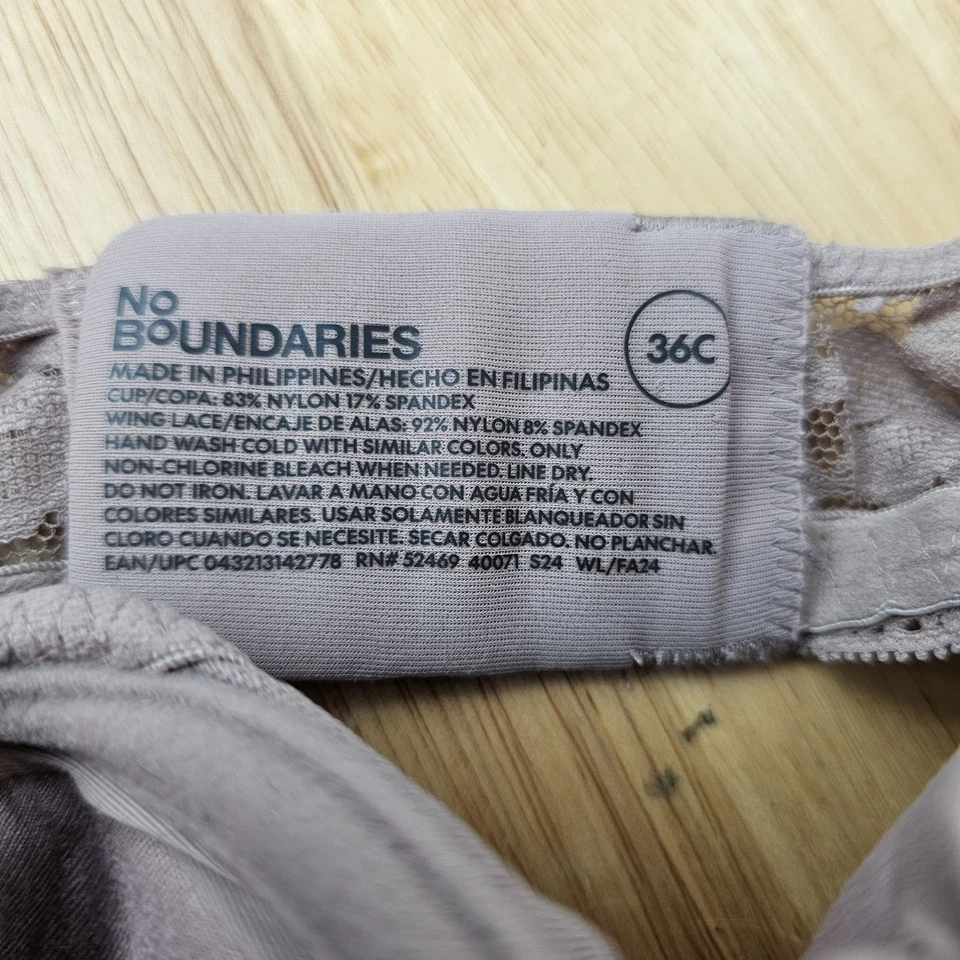 NO
BOUNDARIES
36C
MADE IN PHILIPPINES/HECHO EN FILIPINAS
CUP/COPA: 83% NYLON 17% SPANDEX
WING LACE/ENCAJE DE ALAS: 92% NYLON 8% SPANDEX
HAND WASH COLD WITH SIMILAR COLORS. ONLY
NON-CHLORINE BLEACH WHEN NEEDED. LINE DRY.
DO NOT IRON. LAVAR A MANO CON AGUA FRÍA Y CON
COLORES SIMILARES. USAR SOLAMENTE BLANQUEADOR SIN
CLORO CUANDO SE NECESITE. SECAR COLGADO. NO PLANCHAR.
EAN/UPC 043213142778 RN# 52469 40071 S24 WL/FA24